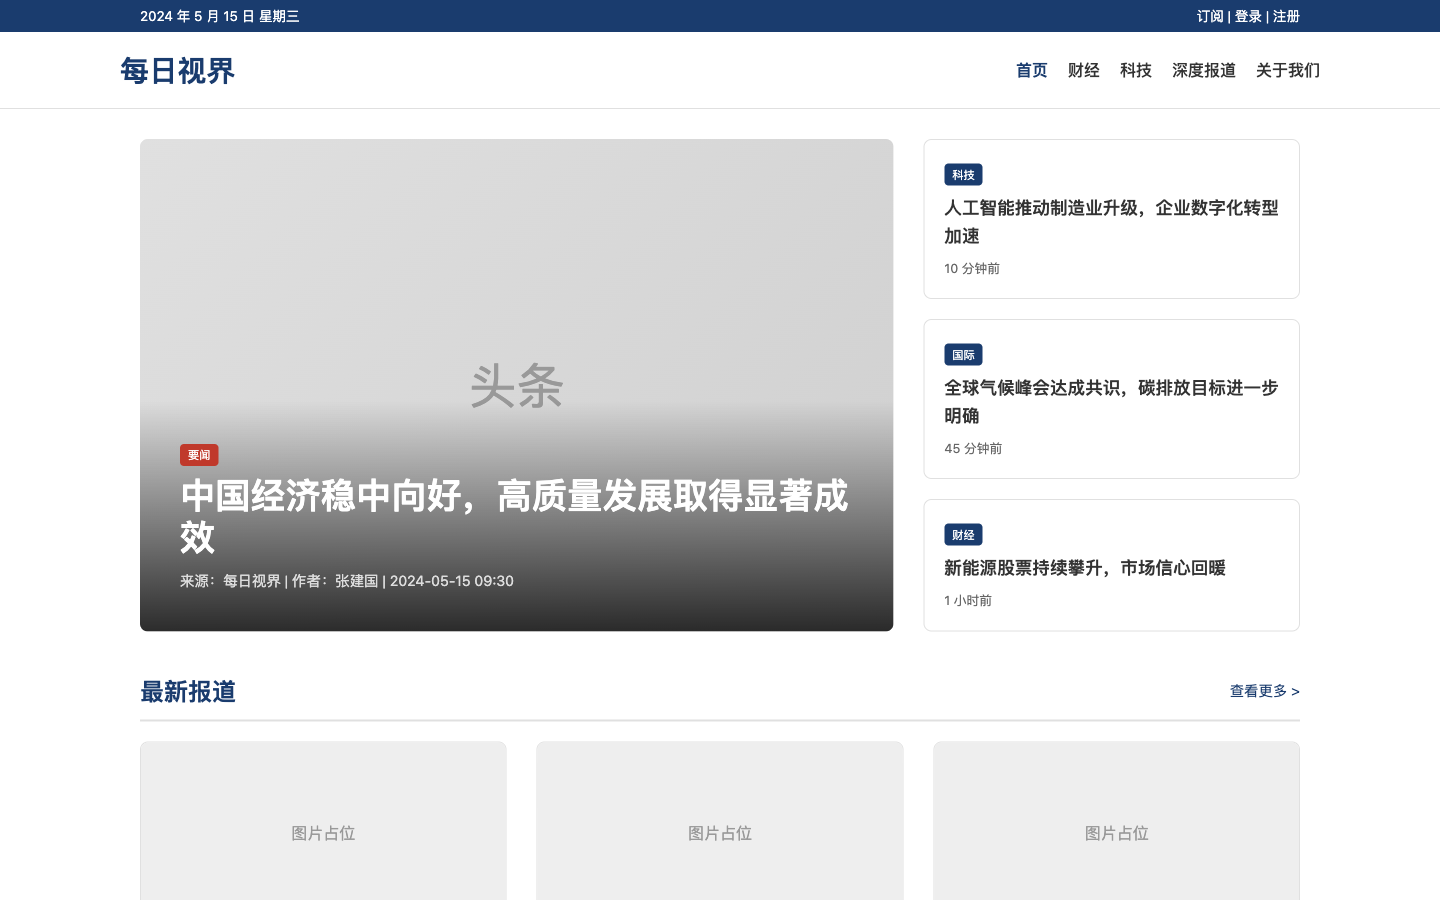 2024 年 5 月 15 日 星期三
订阅 | 登录 | 注册
每日视界
首页 财经 科技 深度报道 关于我们
头条
要闻
中国经济稳中向好，高质量发展取得显著成
效
来源：每日视界 | 作者：张建国 | 2024-05-15 09:30
科技
人工智能推动制造业升级，企业数字化转型
加速
10 分钟前
国际
全球气候峰会达成共识，碳排放目标进一步
明确
45 分钟前
财经
新能源股票持续攀升，市场信心回暖
1 小时前
最新报道
查看更多 >
图片占位
图片占位
图片占位